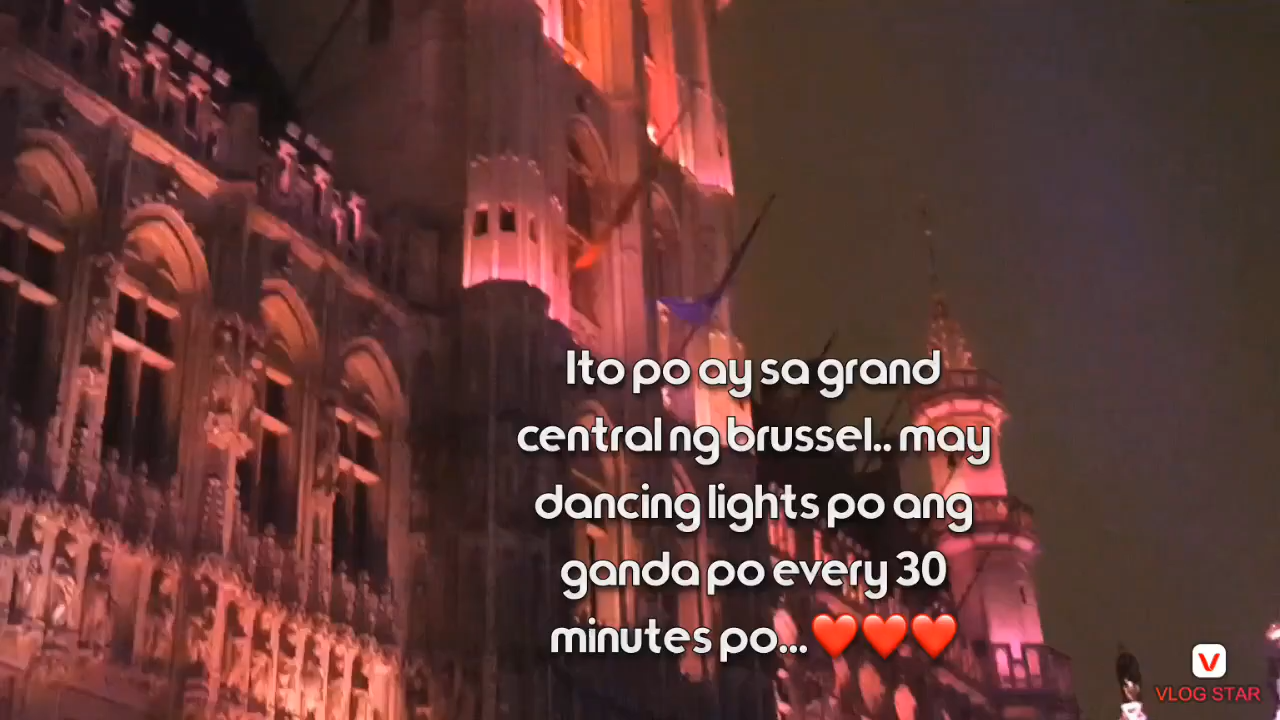 Ito po ay sa grand
central ng brussel.. may
dancing lights po ang
ganda po every 30
minutes po... ❤️❤️❤️
V
VLOG STAR